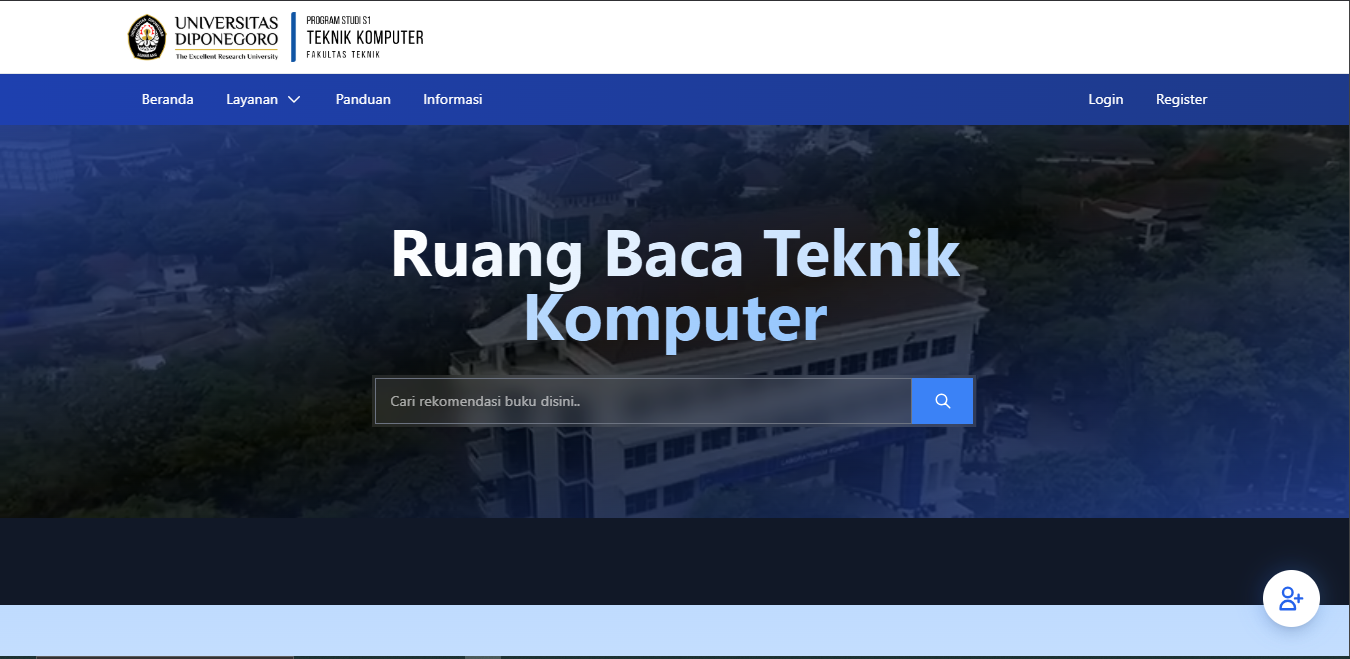 UNIVERSITAS
DIPONEGORO
The Excellent Research University
PROGRAM STUDI S1
TEKNIK KOMPUTER
FAKULTAS TEKNIK
Beranda
Layanan
Panduan
Informasi
Login
Register
Ruang Baca Teknik
Komputer
Cari rekomendasi buku disini..